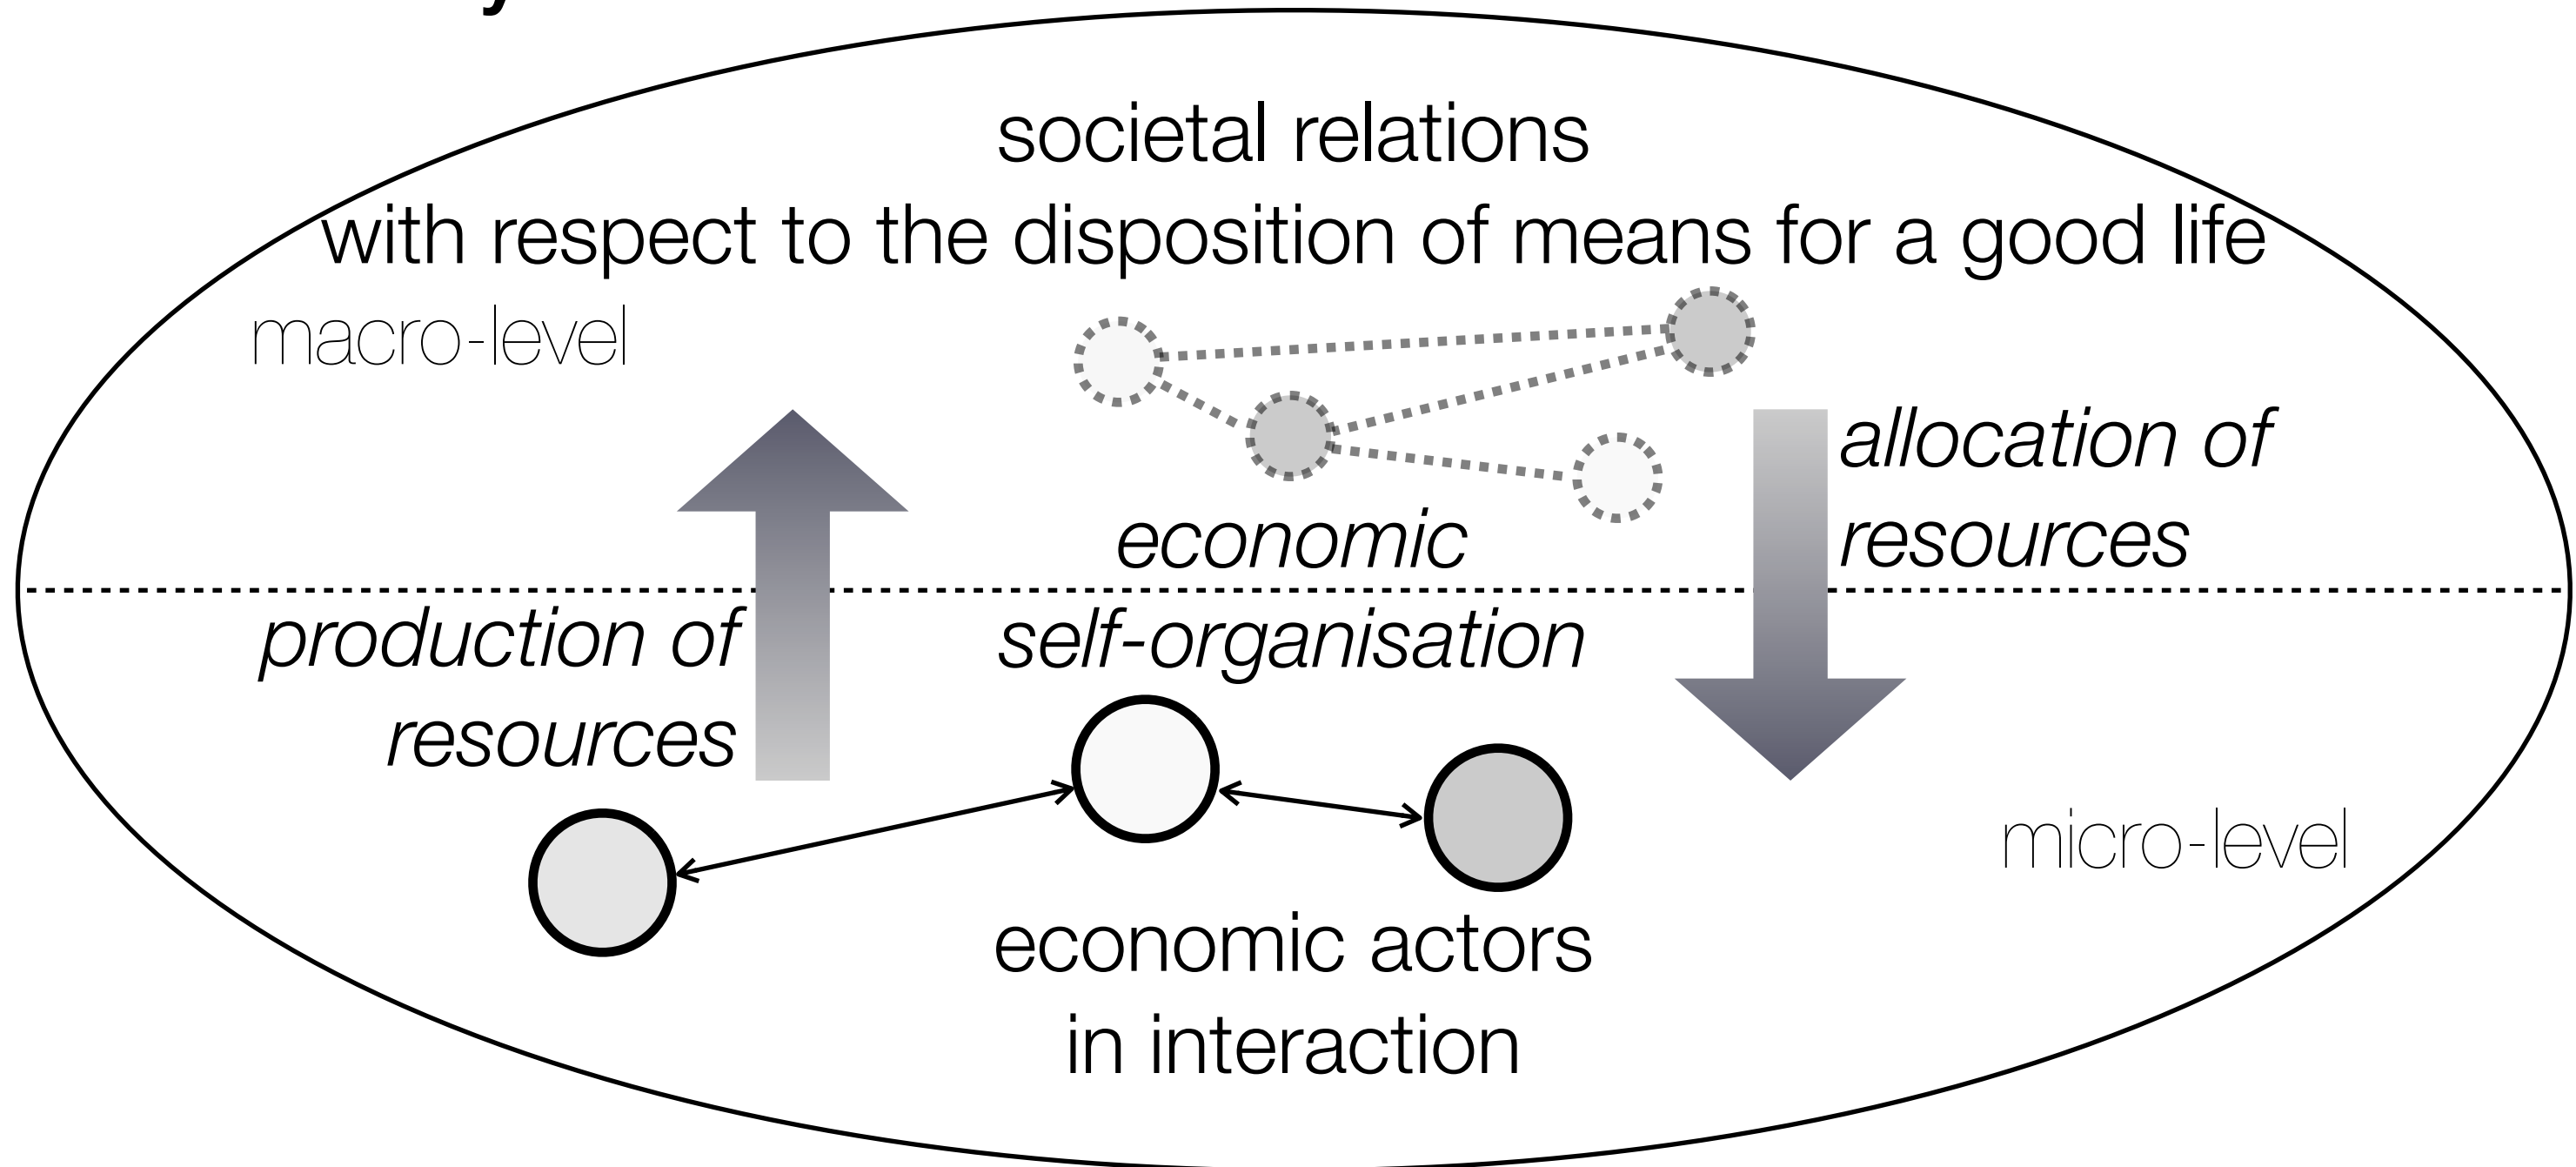 societal relations
with respect to the disposition of means for a good life
macro-level
allocation of
resources
economic
self-organisation
production of
resources
micro-level
economic actors
in interaction